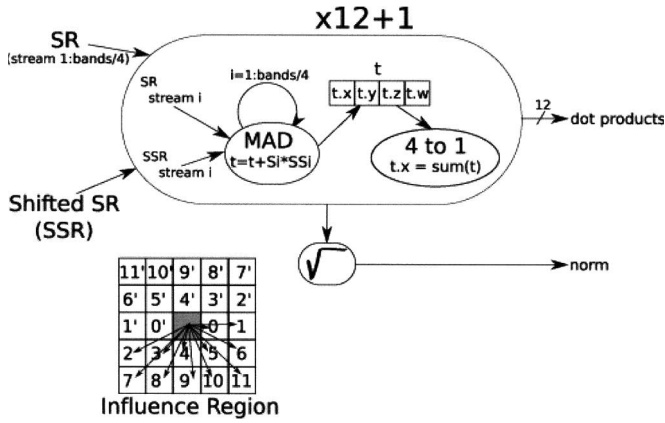 x12+1
SR
(stream 1:bands/4)
i=1:bands/4
t
SR
stream i
t.x t.y t.z t.w
12
MAD
t=t+Si*SSi
4 to 1
t.x = sum(t)
dot products
SSR
stream i
Shifted SR
(SSR)
√
norm
11' 10' 9' 8' 7'
6' 5' 4' 3' 2'
1' 0' 0 1
2 3 4 5 6
7 8 9 10 11
Influence Region